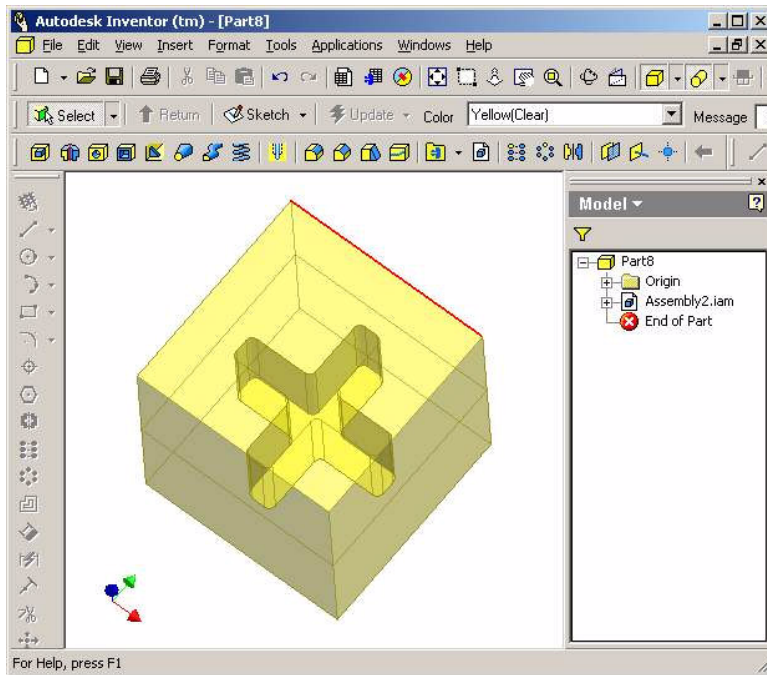 Autodesk Inventor (tm) - [Part8]
File Edit View Insert Format Tools Applications Windows Help
Select Return Sketch Update Color Yellow(Clear) Message
Model
Part8
Origin
Assembly2.iam
End of Part
For Help, press F1